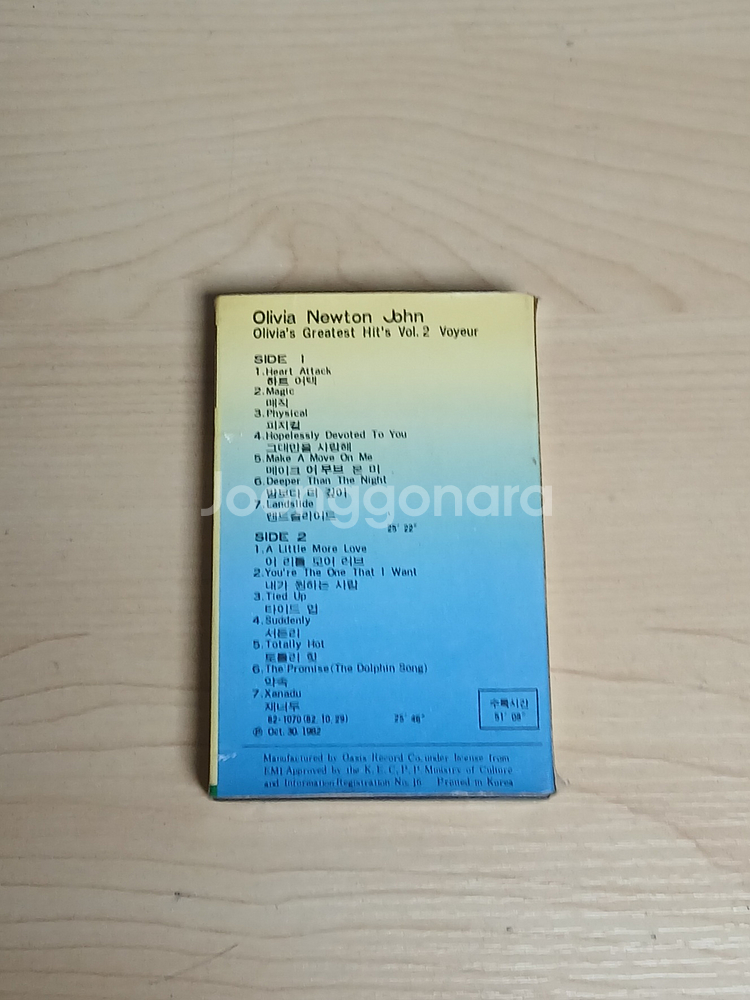 Olivia Newton John
Olivia's Greatest Hit's Vol. 2 Voyeur
SIDE 1
1. Heart Attack
하트 어택
2. Magic
매직
3. Physical
피지컬
4. Hopelessly Devoted To You
그대만을 사랑해
5. Make A Move On Me
메이크 어 무브 온 미
6. Deeper Than The Night
밤보다 더 깊이
7. Landslide
랜드슬라이드
25' 22"
SIDE 2
1. A Little More Love
어 리틀 모어 러브
2. You're The One That I Want
내가 원하는 사람
3. Tied Up
타이드 업
4. Suddenly
서든리
5. Totally Hot
토틀리 핫
6. The Promise (The Dolphin Song)
약속
7. Xanadu
재너두
82-1070 (82. 10. 29) 25' 46"
℗ Oct. 30. 1982
수록시간
51' 08"
Manufactured by Oasis Record Co. under license from
EMI Approved by the K. E. C. P. P Ministry of Culture
and Information Registration No. 16 Printed in Korea
Joonggonara